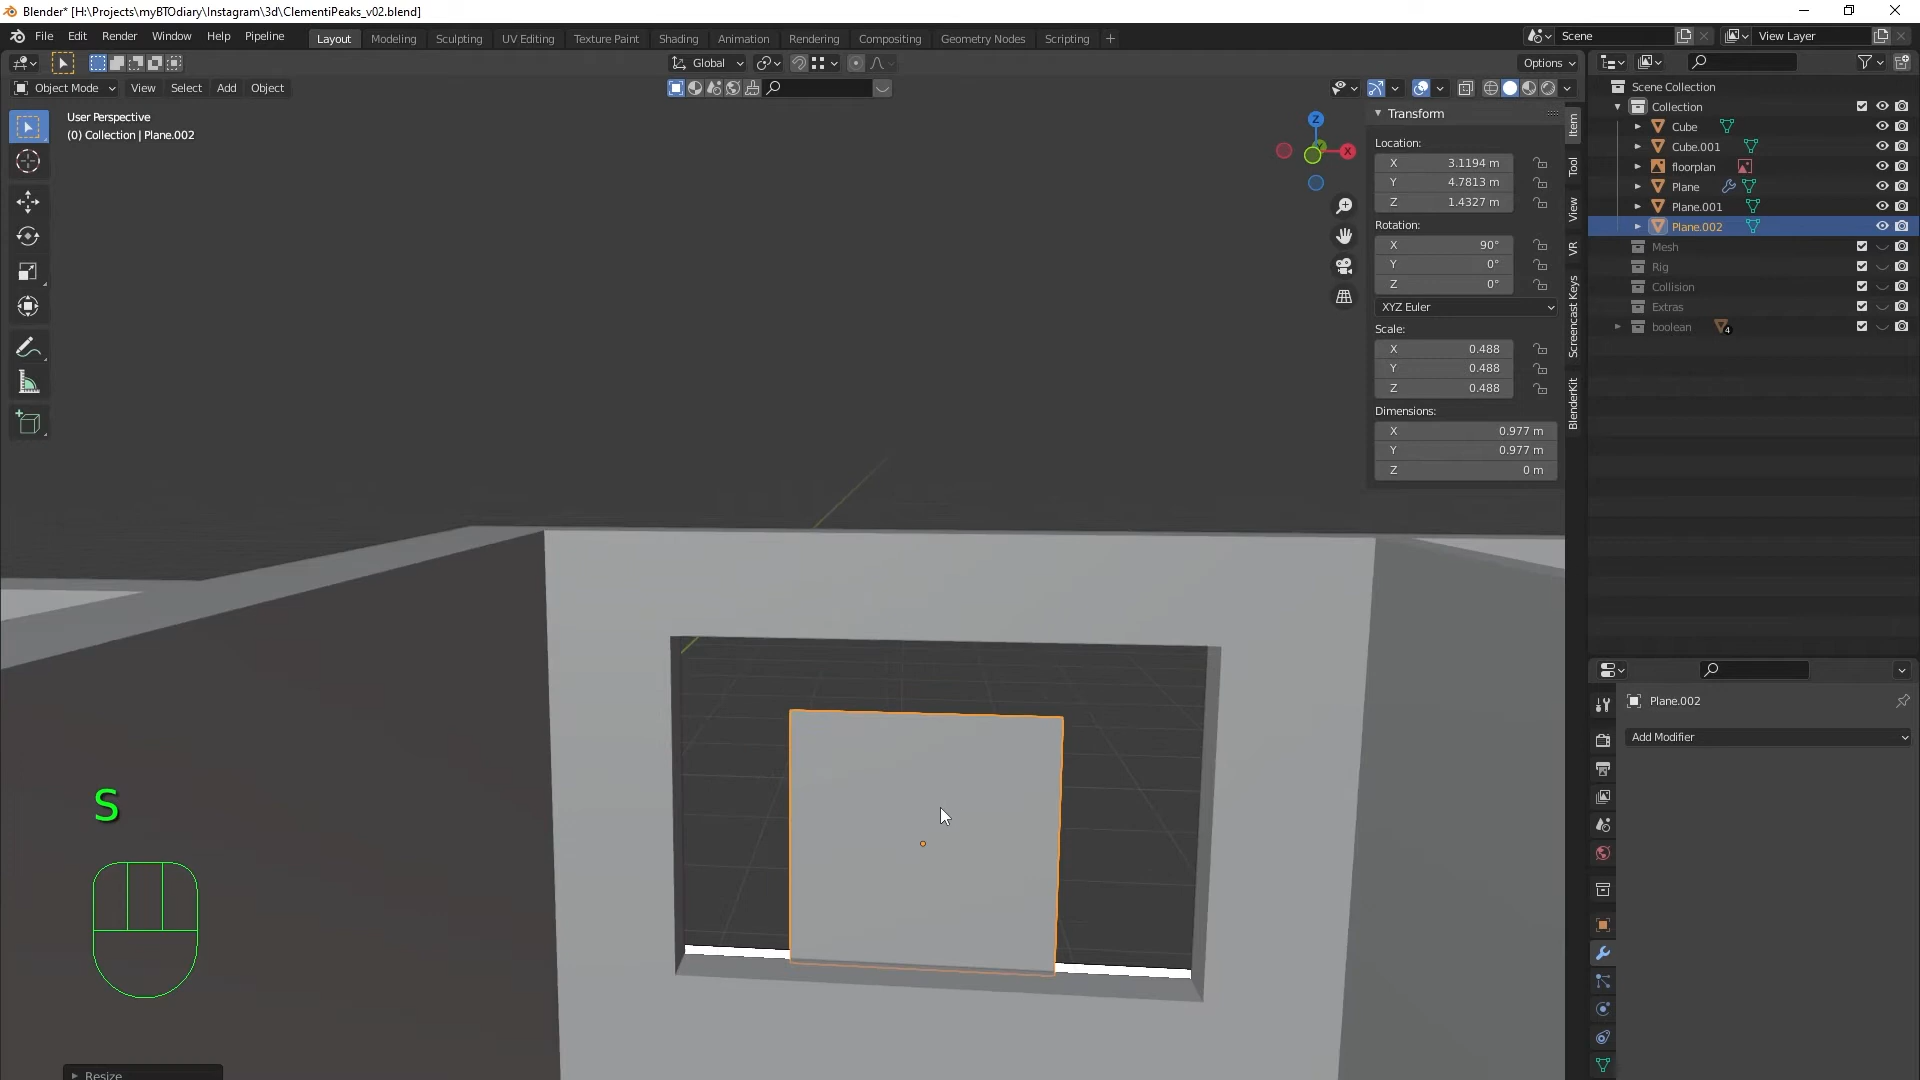 Blender* [H:\Projects\myBTOdiary\Instagram\3d\ClementiPeaks_v02.blend]
File Edit Render Window Help Pipeline
Layout Modeling Sculpting UV Editing Texture Paint Shading Animation Rendering Compositing Geometry Nodes Scripting +
Scene
View Layer
Global
Options
Object Mode View Select Add Object
User Perspective
(0) Collection | Plane.002
Z
X
Transform
Location:
X 3.1194 m
Y 4.7813 m
Z 1.4327 m
Rotation:
X 90°
Y 0°
Z 0°
XYZ Euler
Scale:
X 0.488
Y 0.488
Z 0.488
Dimensions:
X 0.977 m
Y 0.977 m
Z 0 m
Item
Tool
View
VR
Screencast Keys
BlenderKit
Scene Collection
Collection
Cube
Cube.001
floorplan
Plane
Plane.001
Plane.002
Mesh
Rig
Collision
Extras
boolean 4
Plane.002
Add Modifier
S
Resize